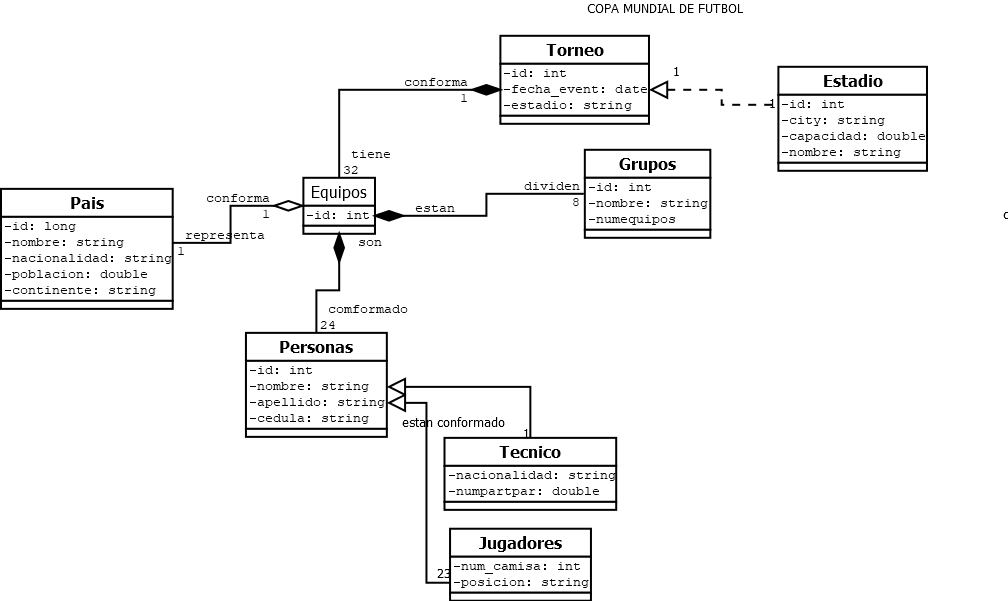 COPA MUNDIAL DE FUTBOL
Torneo
-id: int
-fecha_event: date
-estadio: string
1
1
Estadio
-id: int
-city: string
-capacidad: double
-nombre: string
conforma
1
tiene
32
Equipos
-id: int
Grupos
-id: int
-nombre: string
-numequipos
dividen
8
estan
Pais
-id: long
-nombre: string
-nacionalidad: string
-poblacion: double
-continente: string
conforma
1
representa
1
son
comformado
24
Personas
-id: int
-nombre: string
-apellido: string
-cedula: string
estan conformado
1
Tecnico
-nacionalidad: string
-numpartpar: double
23
Jugadores
-num_camisa: int
-posicion: string